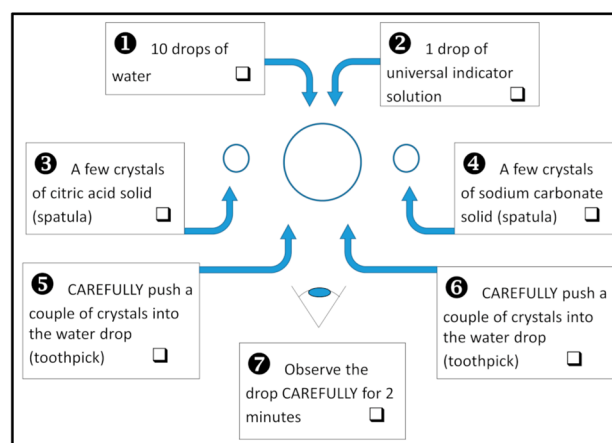 ❶ 10 drops of
water ❑
❷ 1 drop of
universal indicator
solution ❑
❸ A few crystals
of citric acid solid
(spatula) ❑
❹ A few crystals
of sodium carbonate
solid (spatula) ❑
❺ CAREFULLY push a
couple of crystals into
the water drop
(toothpick) ❑
❻ CAREFULLY push a
couple of crystals into
the water drop
(toothpick) ❑
❼ Observe the
drop CAREFULLY for 2
minutes ❑